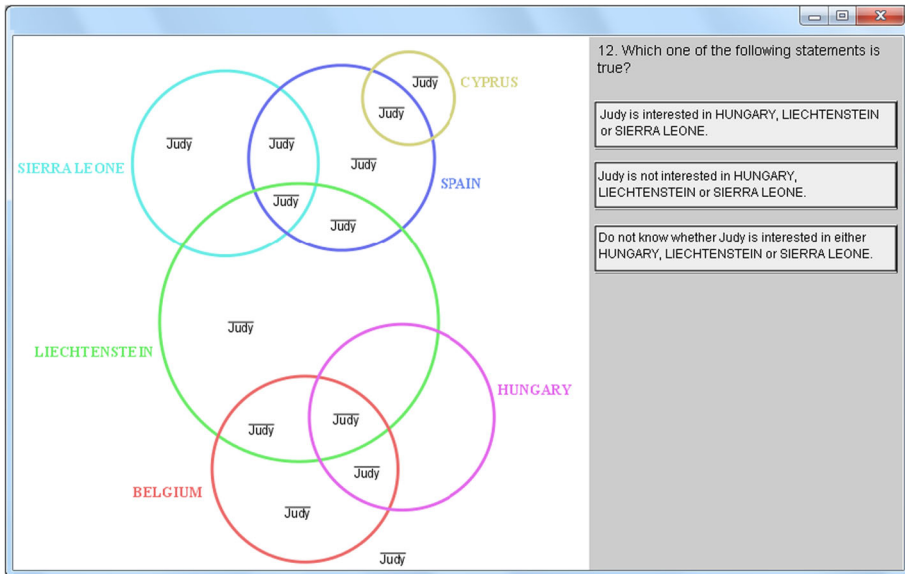 12. Which one of the following statements is
true?
Judy is interested in HUNGARY, LIECHTENSTEIN
or SIERRA LEONE.
Judy is not interested in HUNGARY,
LIECHTENSTEIN or SIERRA LEONE.
Do not know whether Judy is interested in either
HUNGARY, LIECHTENSTEIN or SIERRA LEONE.
Judy
CYPRUS
Judy
Judy
Judy
Judy
SIERRA LEONE
SPAIN
Judy
Judy
Judy
LIECHTENSTEIN
HUNGARY
Judy
Judy
Judy
BELGIUM
Judy
Judy